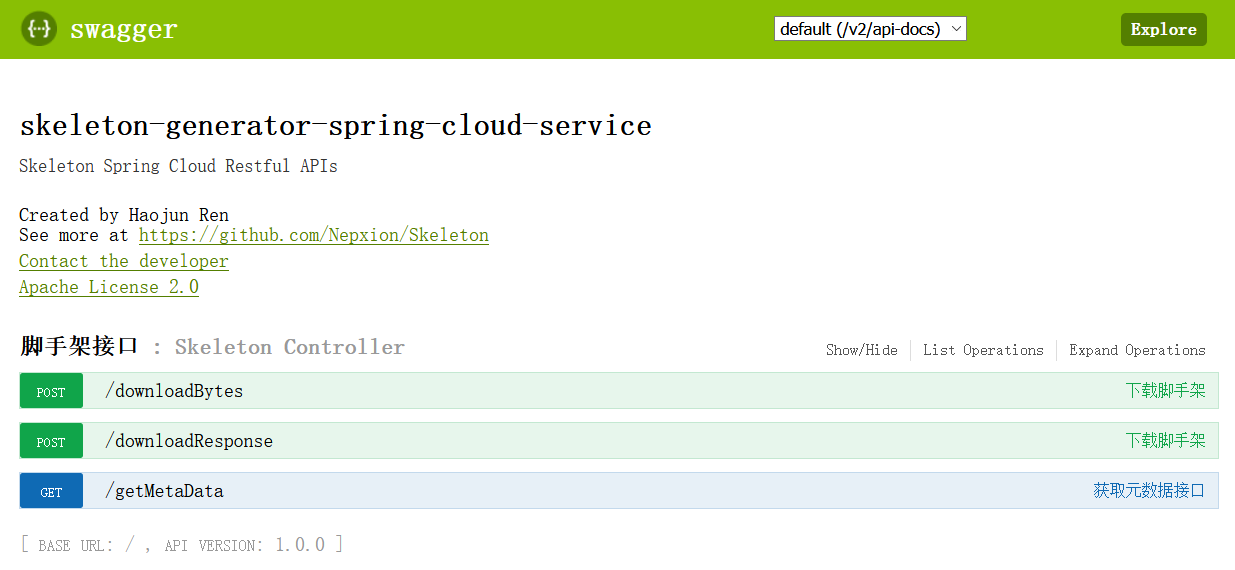 {···} swagger default (/v2/api-docs) Explore
skeleton-generator-spring-cloud-service
Skeleton Spring Cloud Restful APIs
Created by Haojun Ren
See more at https://github.com/Nepxion/Skeleton
Contact the developer
Apache License 2.0
脚手架接口 : Skeleton Controller Show/Hide List Operations Expand Operations
POST /downloadBytes 下载脚手架
POST /downloadResponse 下载脚手架
GET /getMetaData 获取元数据接口
[ BASE URL: / , API VERSION: 1.0.0 ]